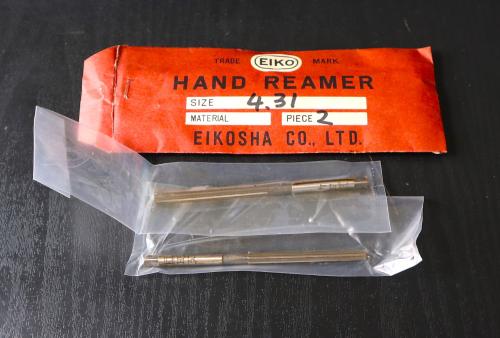 TRADE EIKO MARK
HAND REAMER
SIZE 4.31
MATERIAL PIECE 2
EIKOSHA CO., LTD.